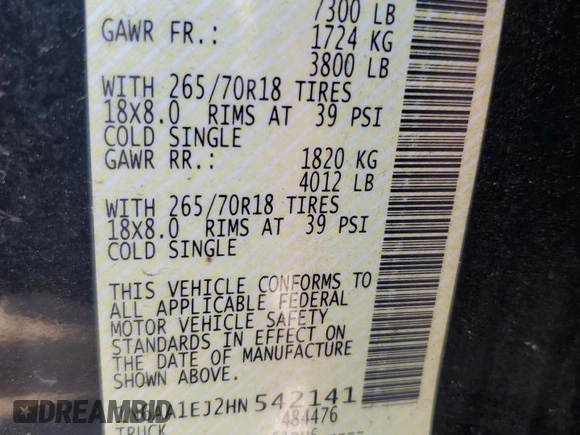 7300 LB
GAWR FR.: 1724 KG
3800 LB
WITH 265/70R18 TIRES
18X8.0 RIMS AT 39 PSI
COLD SINGLE
GAWR RR.: 1820 KG
4012 LB
WITH 265/70R18 TIRES
18X8.0 RIMS AT 39 PSI
COLD SINGLE
THIS VEHICLE CONFORMS TO
ALL APPLICABLE FEDERAL
MOTOR VEHICLE SAFETY
STANDARDS IN EFFECT ON
THE DATE OF MANUFACTURE
SHOWN ABOVE.
1N6AA1EJ2HN542141
484476
TRUCK
DREAMBID